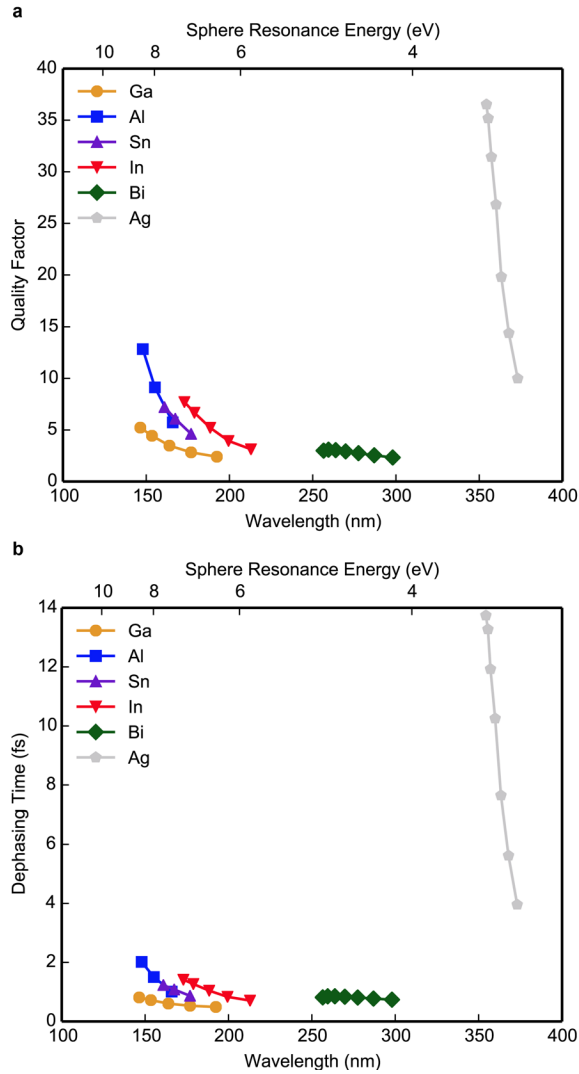 a
Sphere Resonance Energy (eV)
10 8 6 4
40
35
30
25
20
15
10
5
0
Quality Factor
Ga
Al
Sn
In
Bi
Ag
100 150 200 250 300 350 400
Wavelength (nm)
b
Sphere Resonance Energy (eV)
10 8 6 4
14
12
10
8
6
4
2
0
Dephasing Time (fs)
Ga
Al
Sn
In
Bi
Ag
100 150 200 250 300 350 400
Wavelength (nm)